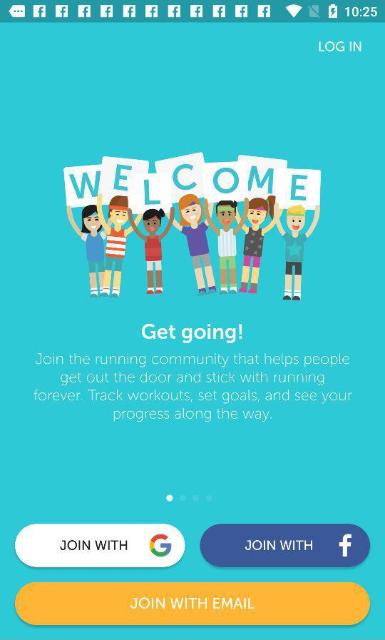 10:25
LOG IN
WELCOME
Get going!
Join the running community that helps people
get out the door and stick with running
forever. Track workouts, set goals, and see your
progress along the way.
JOIN WITH G
JOIN WITH f
JOIN WITH EMAIL